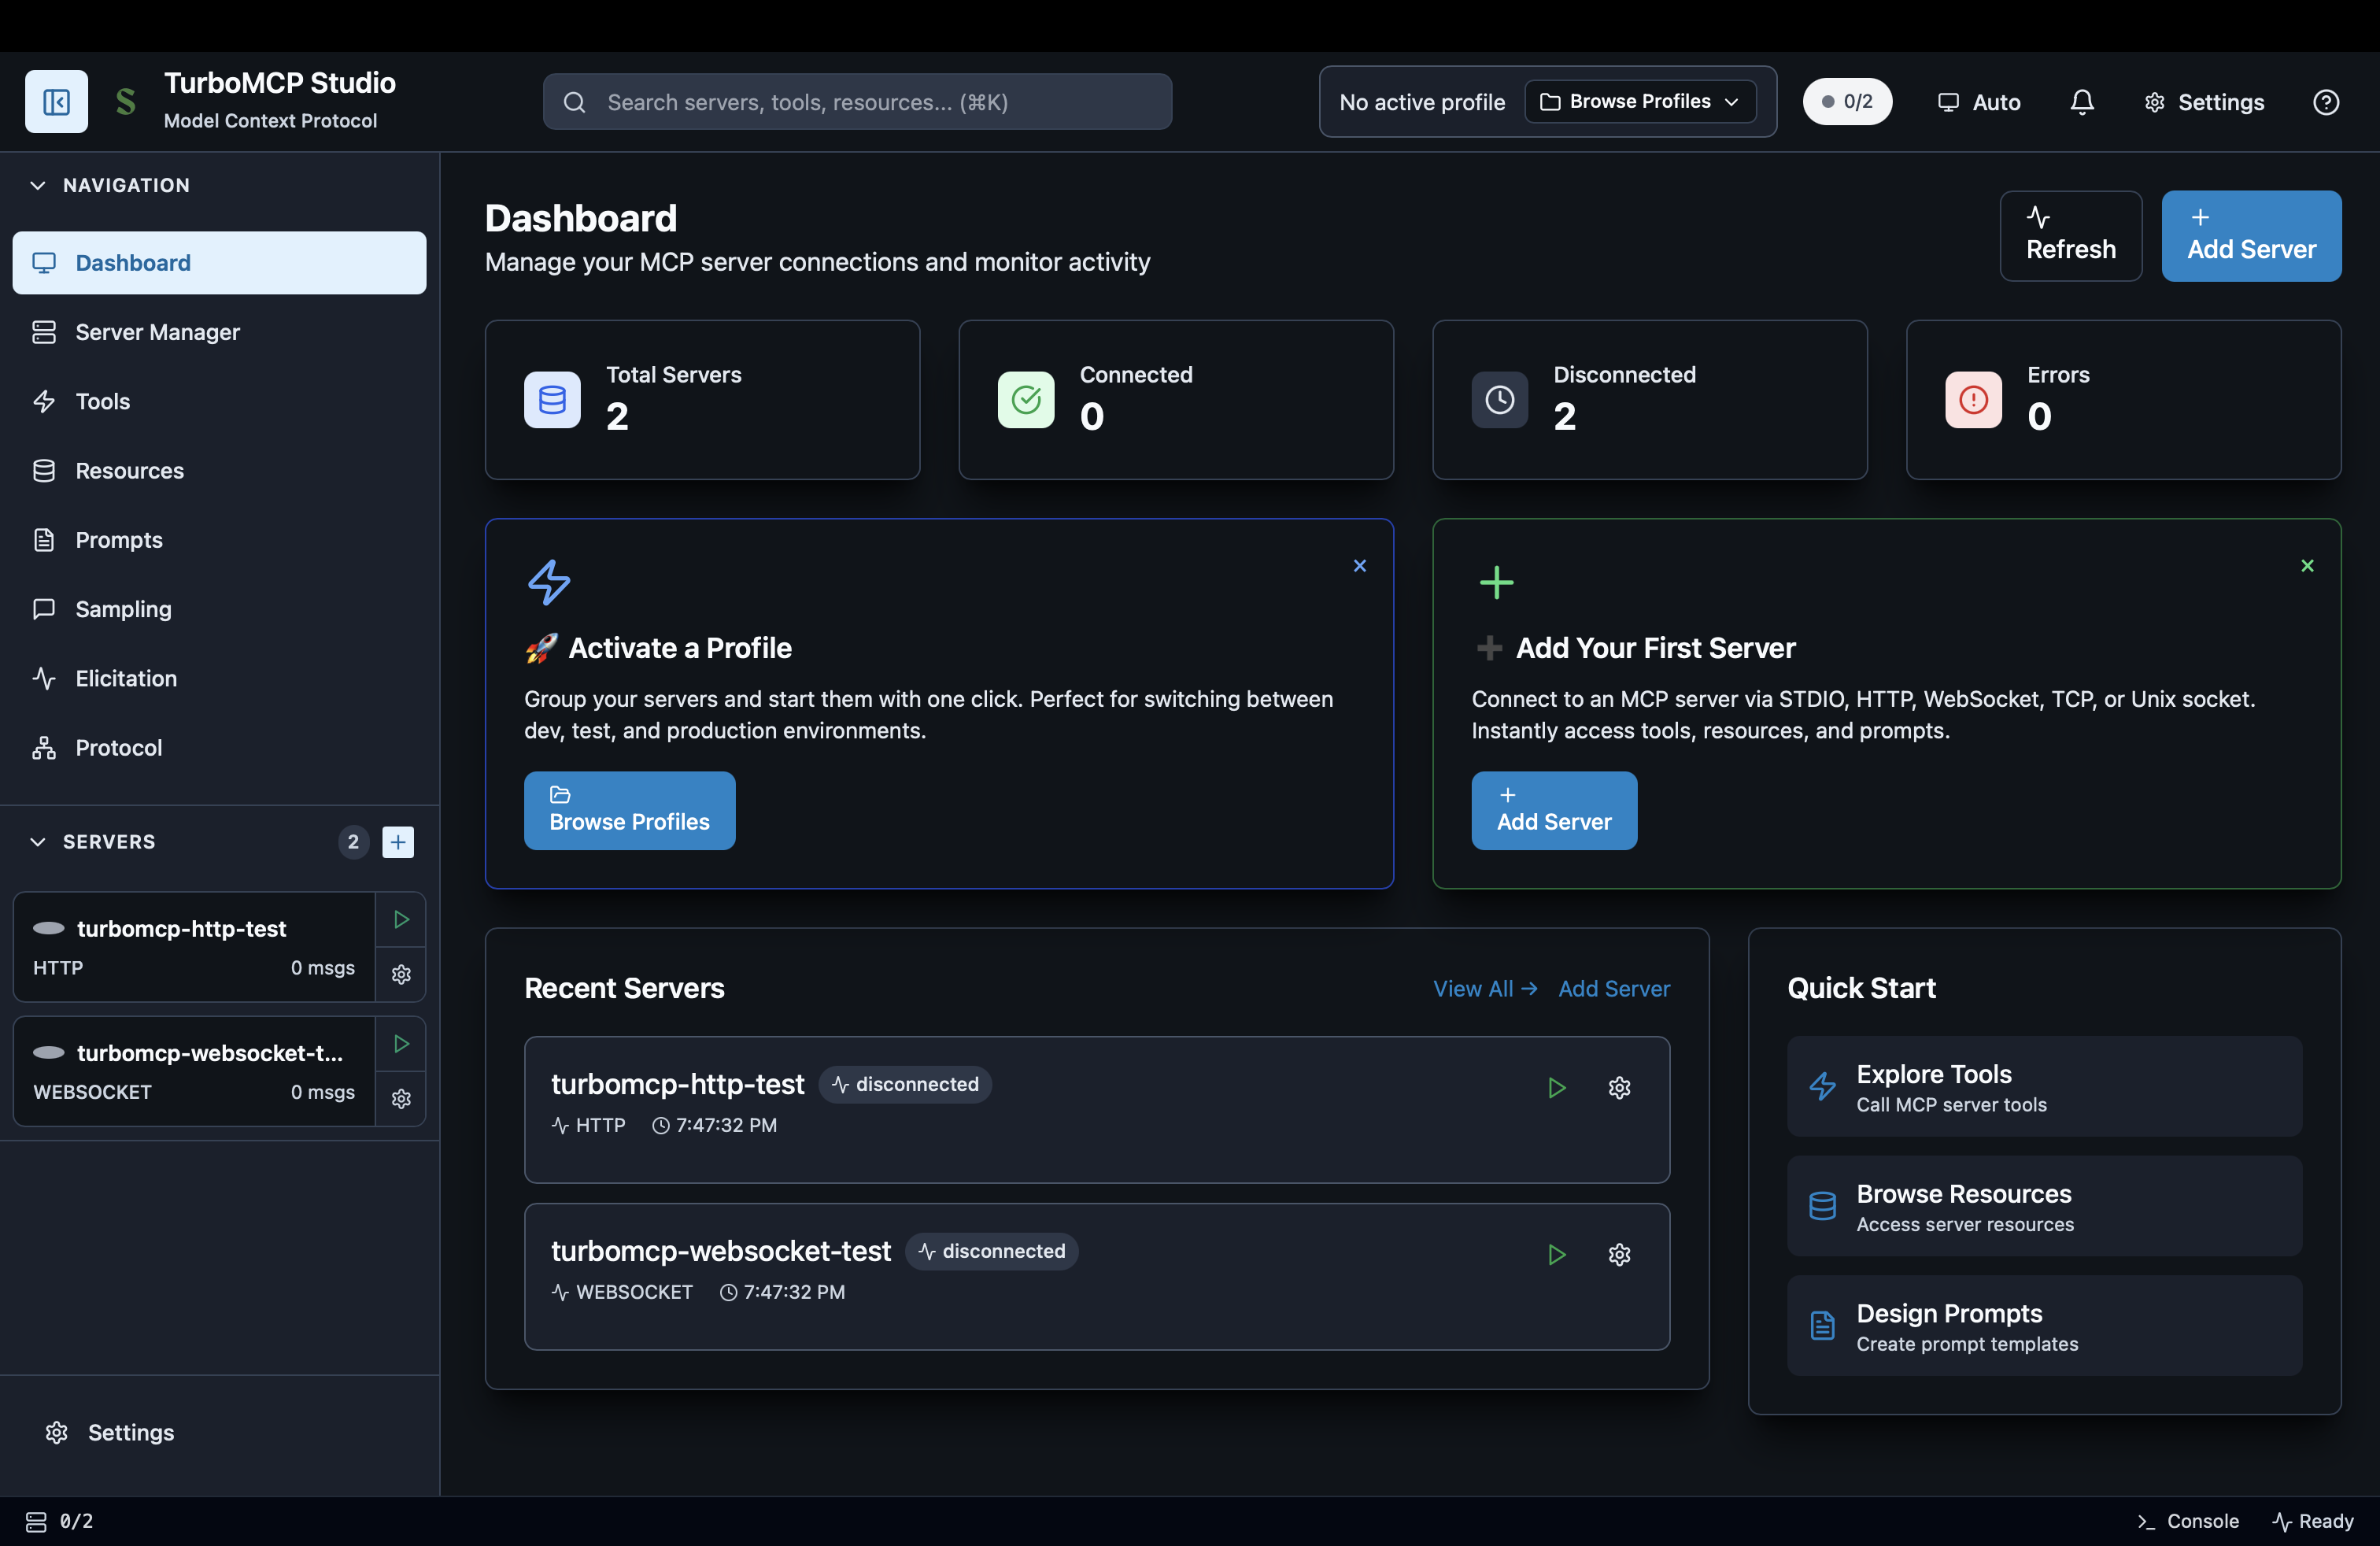 TurboMCP Studio
Model Context Protocol
Search servers, tools, resources... (⌘K)
No active profile
Browse Profiles
0/2
Auto
Settings
NAVIGATION
Dashboard
Server Manager
Tools
Resources
Prompts
Sampling
Elicitation
Protocol
SERVERS
2
turbomcp-http-test
HTTP
0 msgs
turbomcp-websocket-t...
WEBSOCKET
0 msgs
Settings
Dashboard
Manage your MCP server connections and monitor activity
Refresh
Add Server
Total Servers
2
Connected
0
Disconnected
2
Errors
0
🚀 Activate a Profile
Group your servers and start them with one click. Perfect for switching between
dev, test, and production environments.
Browse Profiles
➕ Add Your First Server
Connect to an MCP server via STDIO, HTTP, WebSocket, TCP, or Unix socket.
Instantly access tools, resources, and prompts.
Add Server
Recent Servers
View All →
Add Server
turbomcp-http-test
disconnected
HTTP
7:47:32 PM
turbomcp-websocket-test
disconnected
WEBSOCKET
7:47:32 PM
Quick Start
Explore Tools
Call MCP server tools
Browse Resources
Access server resources
Design Prompts
Create prompt templates
0/2
Console
Ready